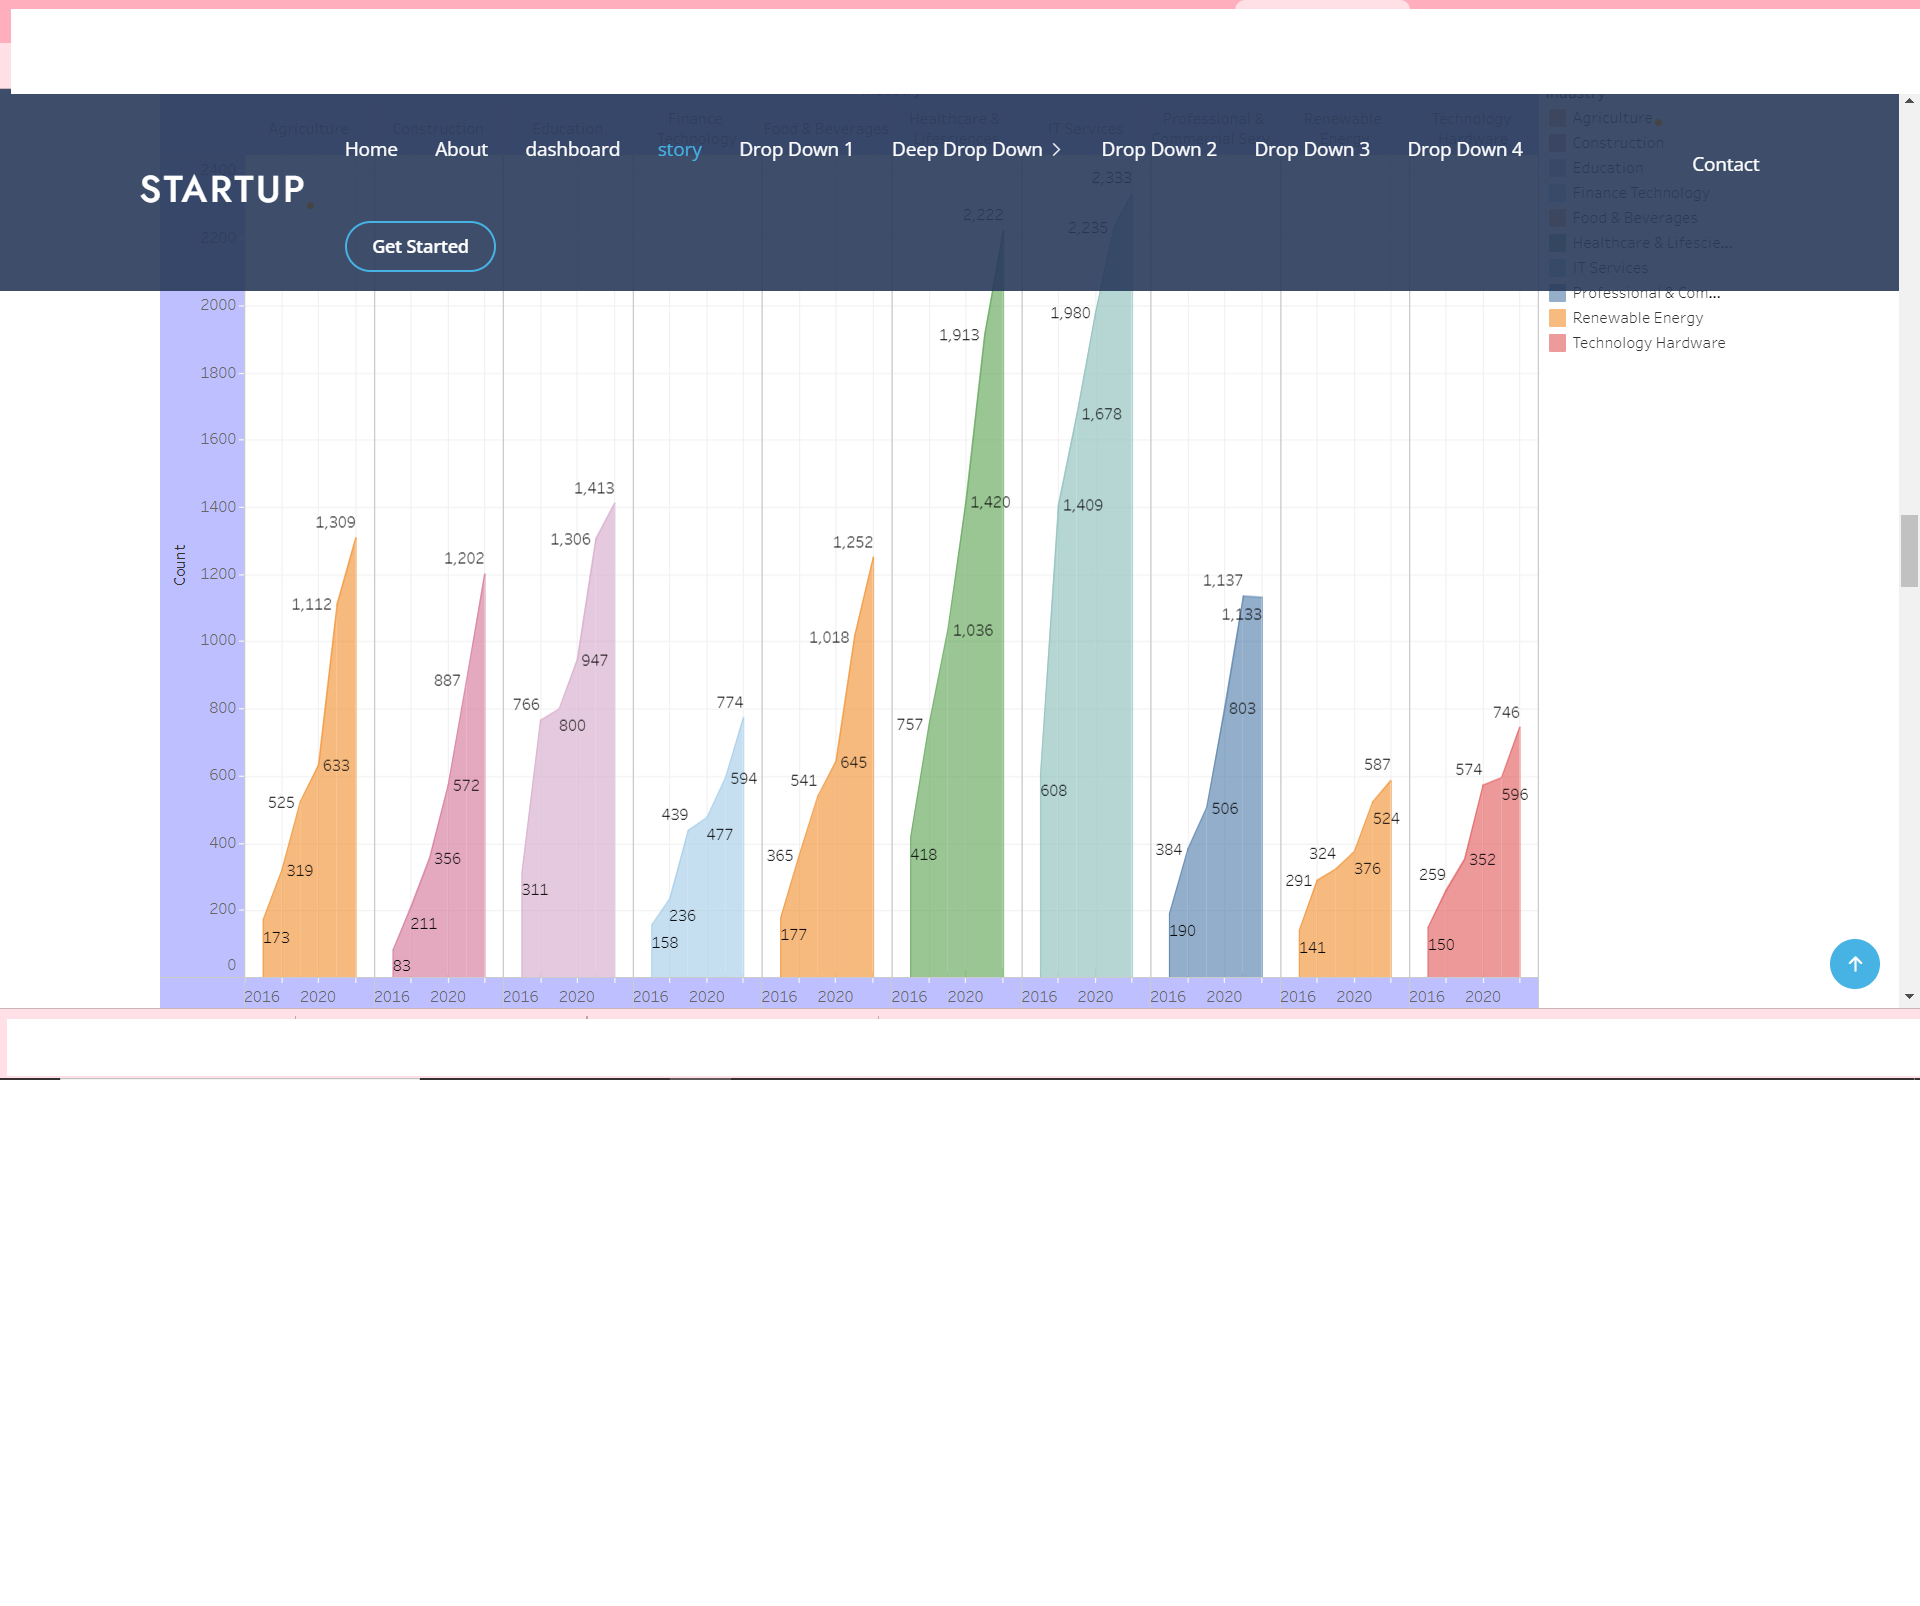 Home About dashboard story Drop Down 1 Deep Drop Down Drop Down 2 Drop Down 3 Drop Down 4
Contact
STARTUP
Get Started
Agriculture Construction Education Finance Technology Food & Beverages Healthcare & IT Services Professional & Renewable Technology
Agriculture
Construction
Education
Finance Technology
Food & Beverages
Healthcare & Lifescie...
IT Services
Professional & Com...
Renewable Energy
Technology Hardware
Count
2200
2000
1800
1600
1400
1200
1000
800
600
400
200
0
173 319 525 633 1,112 1,309
83 211 356 572 887 1,202
311 766 800 947 1,306 1,413
158 236 439 477 594 774
177 365 541 645 1,018 1,252
418 757 1,036 1,420 1,913 2,222
608 1,409 1,678 1,980 2,235 2,333
190 384 506 803 1,137 1,133
141 291 324 376 524 587
150 259 352 574 596 746
2016 2020 2016 2020 2016 2020 2016 2020 2016 2020 2016 2020 2016 2020 2016 2020 2016 2020 2016 2020